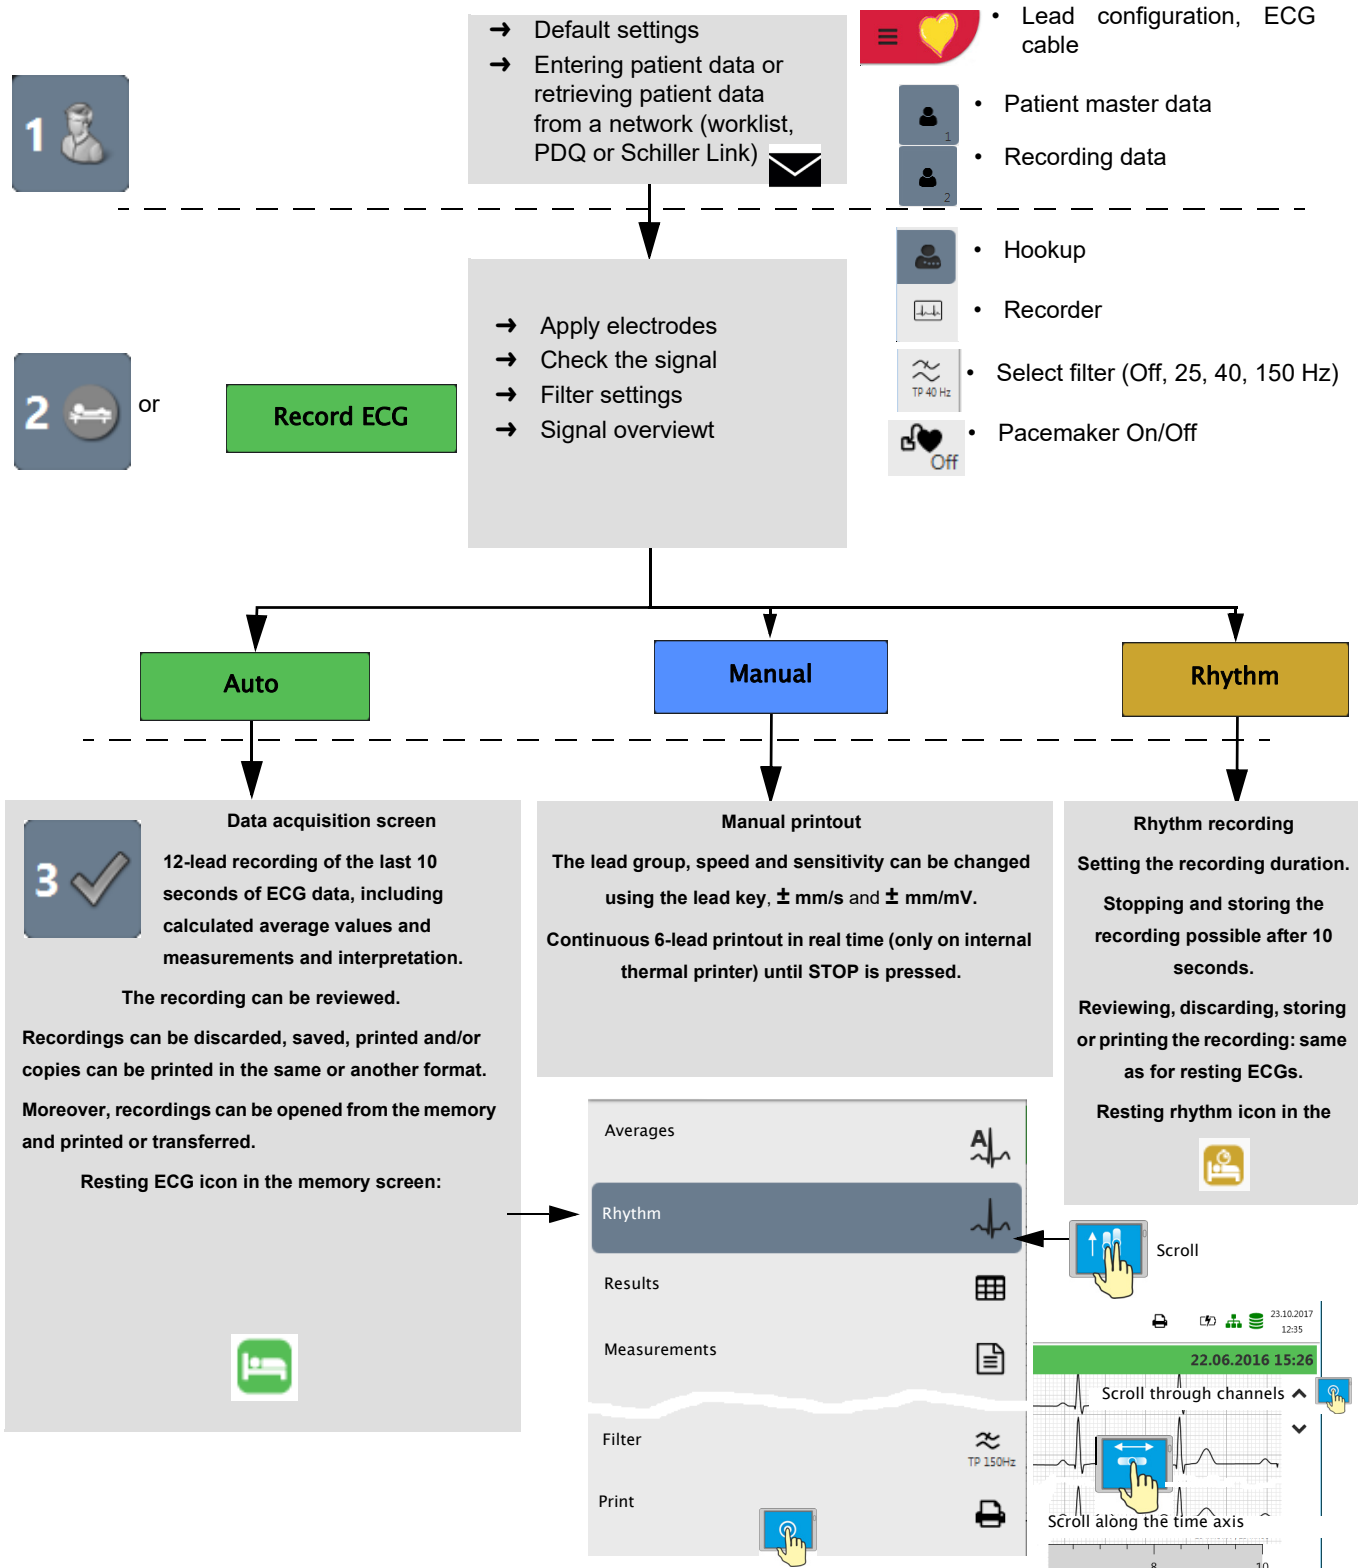 → Default settings
→ Entering patient data or
retrieving patient data
from a network (worklist,
PDQ or Schiller Link)
• Lead configuration, ECG
cable
1
• Patient master data
1
• Recording data
2
• Hookup
• Recorder
→ Apply electrodes
→ Check the signal
→ Filter settings
→ Signal overviewt
2
or
Record ECG
• Select filter (Off, 25, 40, 150 Hz)
TP 40 Hz
• Pacemaker On/Off
Off
Auto
Manual
Rhythm
3
Data acquisition screen
12-lead recording of the last 10
seconds of ECG data, including
calculated average values and
measurements and interpretation.
The recording can be reviewed.
Recordings can be discarded, saved, printed and/or
copies can be printed in the same or another format.
Moreover, recordings can be opened from the memory
and printed or transferred.
Resting ECG icon in the memory screen:
Manual printout
The lead group, speed and sensitivity can be changed
using the lead key, ± mm/s and ± mm/mV.
Continuous 6-lead printout in real time (only on internal
thermal printer) until STOP is pressed.
Rhythm recording
Setting the recording duration.
Stopping and storing the
recording possible after 10
seconds.
Reviewing, discarding, storing
or printing the recording: same
as for resting ECGs.
Resting rhythm icon in the
Averages
A
Rhythm
Results
Measurements
Filter
TP 150Hz
Print
Scroll
23.10.2017
12:35
22.06.2016 15:26
Scroll through channels
Scroll along the time axis
8 10